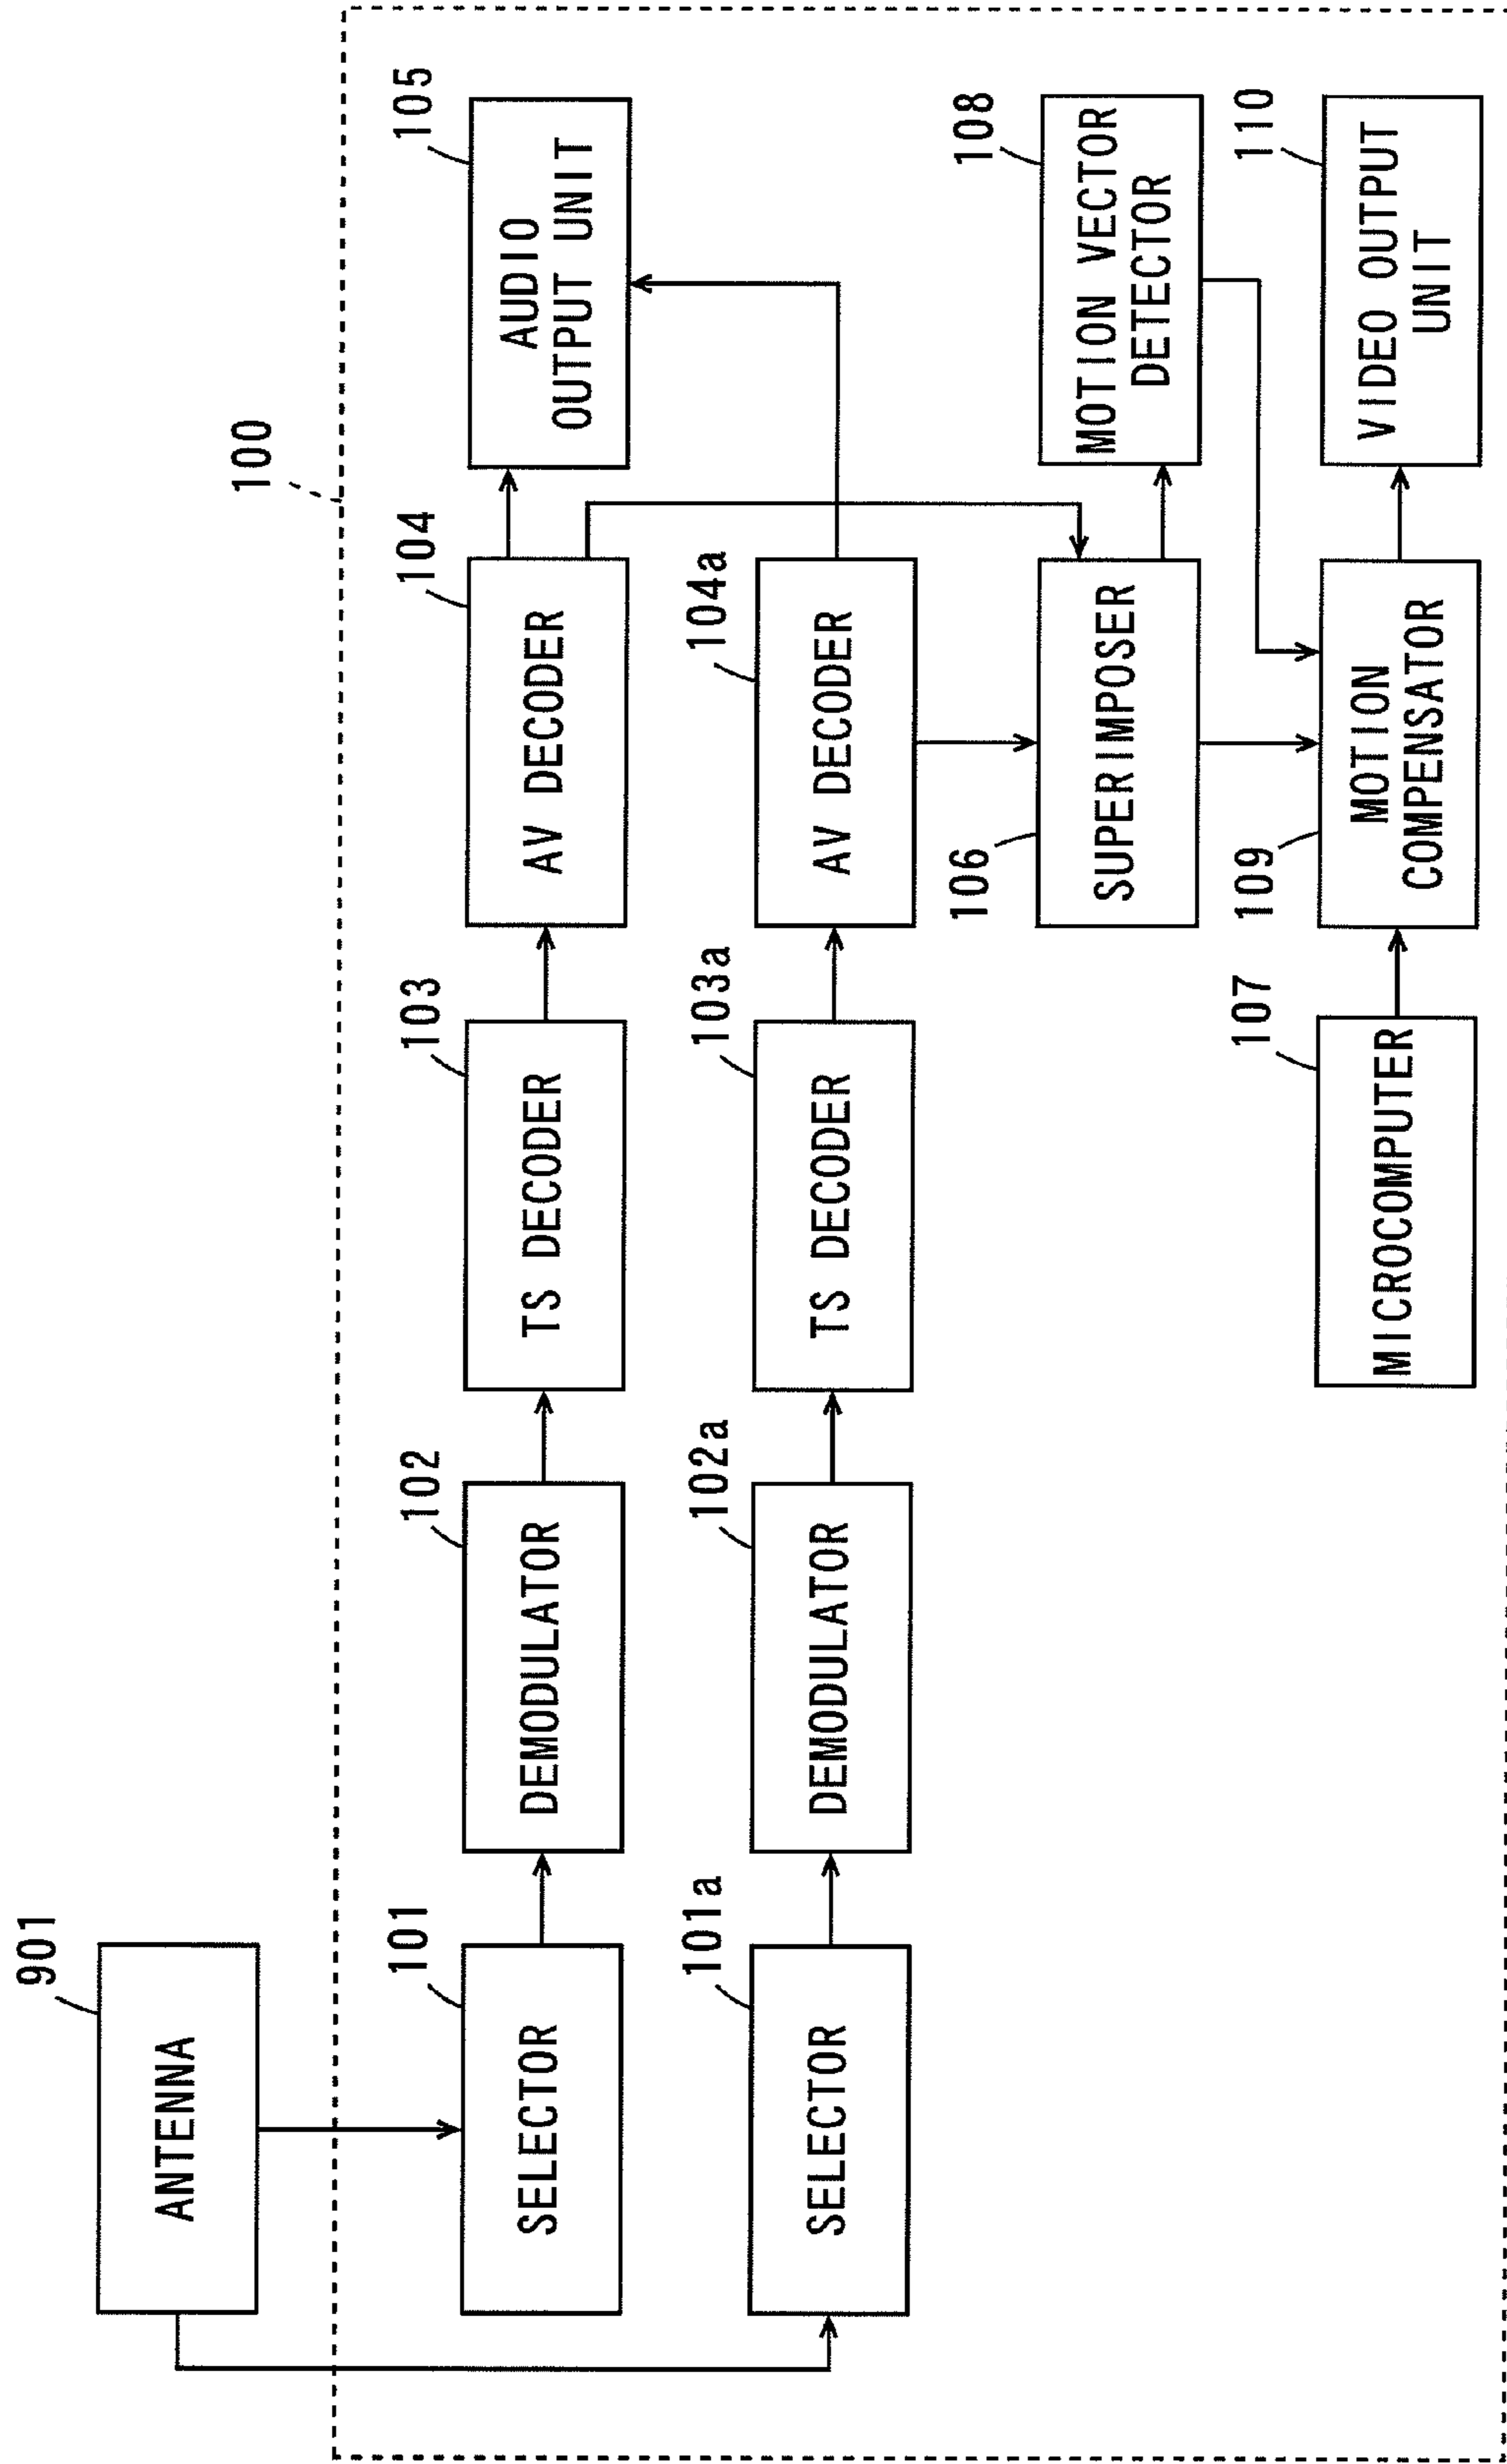 901
ANTENNA
100
101
SELECTOR
102
DEMODULATOR
103
TS DECODER
104
AV DECODER
105
AUDIO
OUTPUT UNIT
101a
SELECTOR
102a
DEMODULATOR
103a
TS DECODER
104a
AV DECODER
106
SUPERIMPOSER
108
MOTION VECTOR
DETECTOR
107
MICROCOMPUTER
109
MOTION
COMPENSATOR
110
VIDEO OUTPUT
UNIT